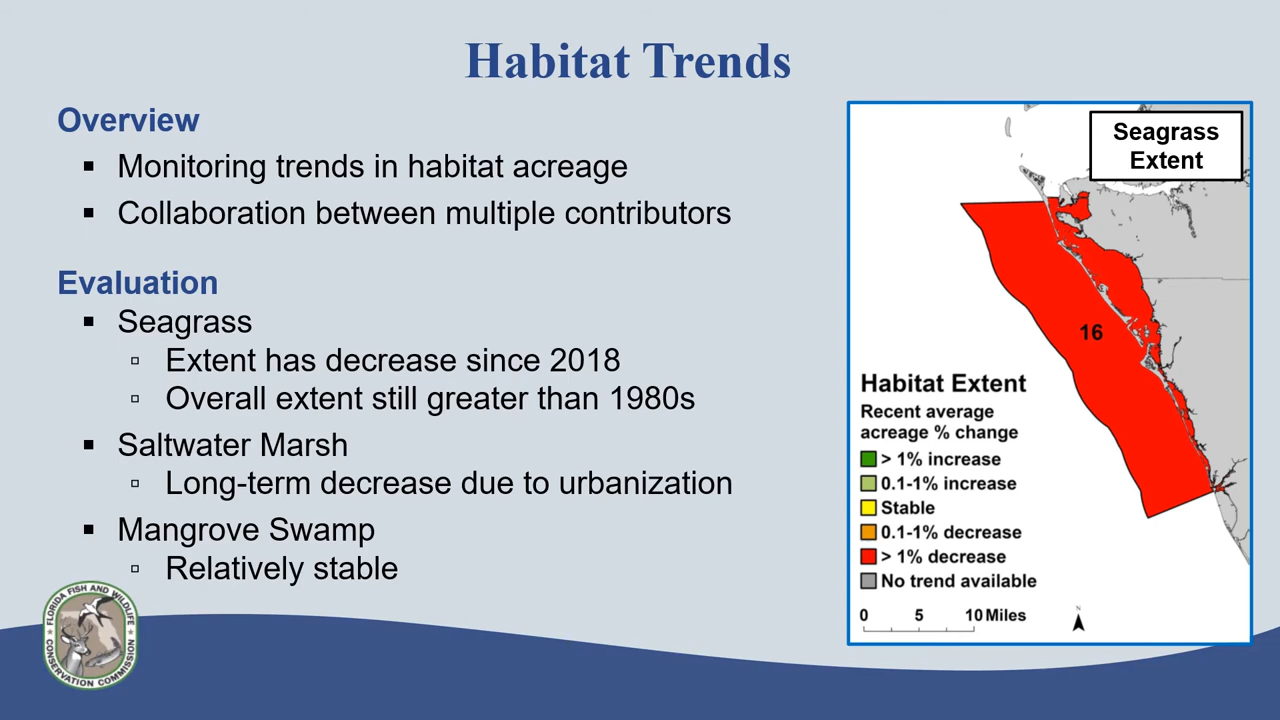 Habitat Trends
Overview
▪ Monitoring trends in habitat acreage
▪ Collaboration between multiple contributors
Evaluation
▪ Seagrass
▫ Extent has decrease since 2018
▫ Overall extent still greater than 1980s
▪ Saltwater Marsh
▫ Long-term decrease due to urbanization
▪ Mangrove Swamp
▫ Relatively stable
Seagrass
Extent
16
Habitat Extent
Recent average
acreage % change
> 1% increase
0.1-1% increase
Stable
0.1-1% decrease
> 1% decrease
No trend available
0 5 10 Miles
N
FLORIDA FISH AND WILDLIFE
CONSERVATION COMMISSION